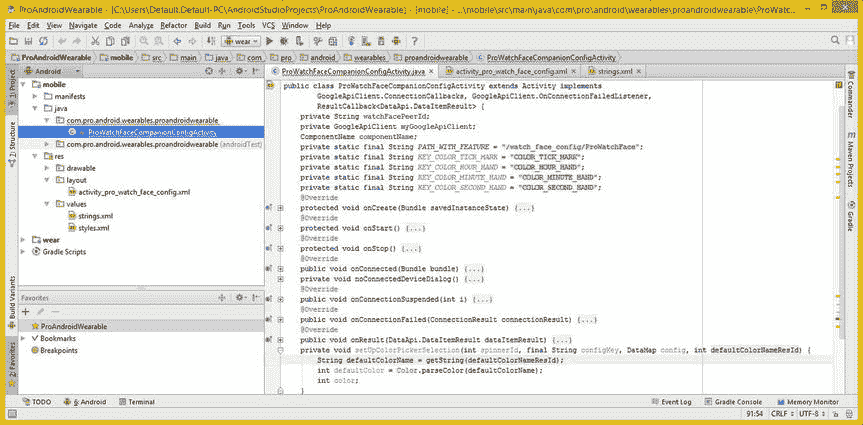 ProAndroidWearable - [C:\Users\Default.Default-PC\AndroidStudioProjects\ProAndroidWearable] - [mobile] - ...\mobile\src\main\java\com\pro\android\wearables\proandroidwearable\ProWatc...
File Edit View Navigate Code Analyze Refactor Build Run Tools VCS Window Help
wear
ProAndroidWearable mobile src main java com pro android wearables proandroidwearable ProWatchFaceCompanionConfigActivity
Android
ProWatchFaceCompanionConfigActivity.java activity_pro_watch_face_config.xml strings.xml
1: Project
7: Structure
Build Variants
2: Favorites
mobile
manifests
java
com.pro.android.wearables.proandroidwearable
ProWatchFaceCompanionConfigActivity
com.pro.android.wearables.proandroidwearable (androidTest)
res
drawable
layout
activity_pro_watch_face_config.xml
values
strings.xml
styles.xml
wear
Gradle Scripts
Favorites
ProAndroidWearable
Bookmarks
Breakpoints
public class ProWatchFaceCompanionConfigActivity extends Activity implements
GoogleApiClient.ConnectionCallbacks, GoogleApiClient.OnConnectionFailedListener,
ResultCallback<DataApi.DataItemResult> {
private String watchFacePeerId;
private GoogleApiClient myGoogleApiClient;
ComponentName componentName;
private static final String PATH_WITH_FEATURE = "/watch_face_config/ProWatchFace";
private static final String KEY_COLOR_TICK_MARK = "COLOR_TICK_MARK";
private static final String KEY_COLOR_HOUR_HAND = "COLOR_HOUR_HAND";
private static final String KEY_COLOR_MINUTE_HAND = "COLOR_MINUTE_HAND";
private static final String KEY_COLOR_SECOND_HAND = "COLOR_SECOND_HAND";
@Override
protected void onCreate(Bundle savedInstanceState) {...}
@Override
protected void onStart() {...}
@Override
protected void onStop() {...}
@Override
public void onConnected(Bundle bundle) {...}
private void noConnectedDeviceDialog() {...}
@Override
public void onConnectionSuspended(int i) {...}
@Override
public void onConnectionFailed(ConnectionResult connectionResult) {...}
@Override
public void onResult(DataApi.DataItemResult dataItemResult) {...}
private void setUpColorPickerSelection(int spinnerId, final String configKey, DataMap config, int defaultColorNameResId) {
String defaultColorName = getString(defaultColorNameResId);
int defaultColor = Color.parseColor(defaultColorName);
int color;
}
Commander
Maven Projects
Gradle
TODO 6: Android Terminal Event Log Gradle Console Memory Monitor
91:54 CRLF UTF-8